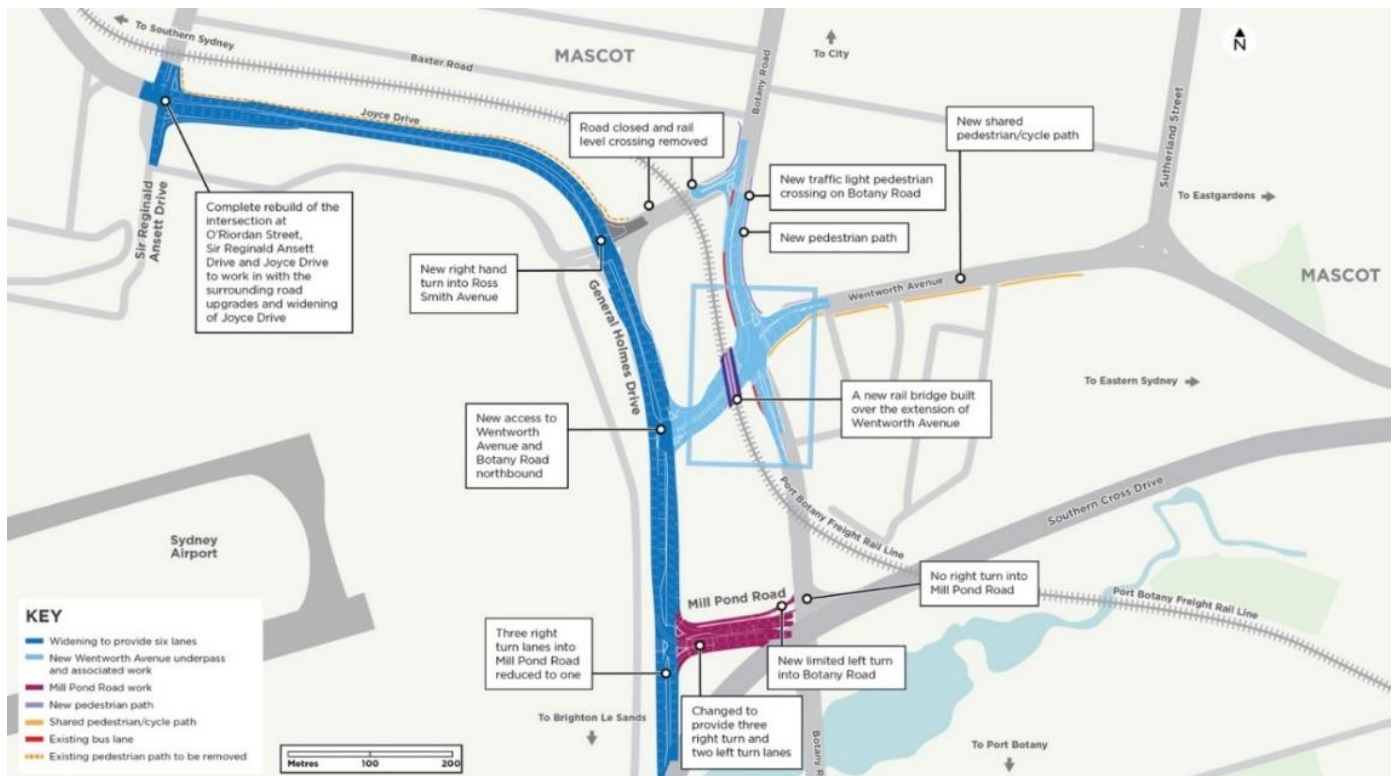 To Southern Sydney
MASCOT
Baxter Road
Botany Road
To City
N
Joyce Drive
Road closed and rail
level crossing removed
New shared
pedestrian/cycle path
Sutherland Street
New traffic light pedestrian
crossing on Botany Road
To Eastgardens
Sir Reginald
Ansett Drive
Complete rebuild of the
intersection at
O'Riordan Street,
Sir Reginald Ansett
Drive and Joyce Drive
to work in with the
surrounding road
upgrades and widening
of Joyce Drive
New pedestrian path
New right hand
turn into Ross
Smith Avenue
General Holmes Drive
Wentworth Avenue
MASCOT
To Eastern Sydney
New access to
Wentworth
Avenue and
Botany Road
northbound
A new rail bridge built
over the extension of
Wentworth Avenue
Southern Cross Drive
Port Botany Freight Rail Line
Sydney
Airport
Mill Pond Road
No right turn into
Mill Pond Road
Port Botany Freight Rail Line
KEY
Widening to provide six lanes
New Wentworth Avenue underpass
and associated work
Mill Pond Road work
New pedestrian path
Shared pedestrian/cycle path
Existing bus lane
Existing pedestrian path to be removed
Three right
turn lanes into
Mill Pond Road
reduced to one
New limited left turn
into Botany Road
Changed to
provide three
right turn and
two left turn lanes
To Brighton Le Sands
Botany R
To Port Botany
Metres 100 200